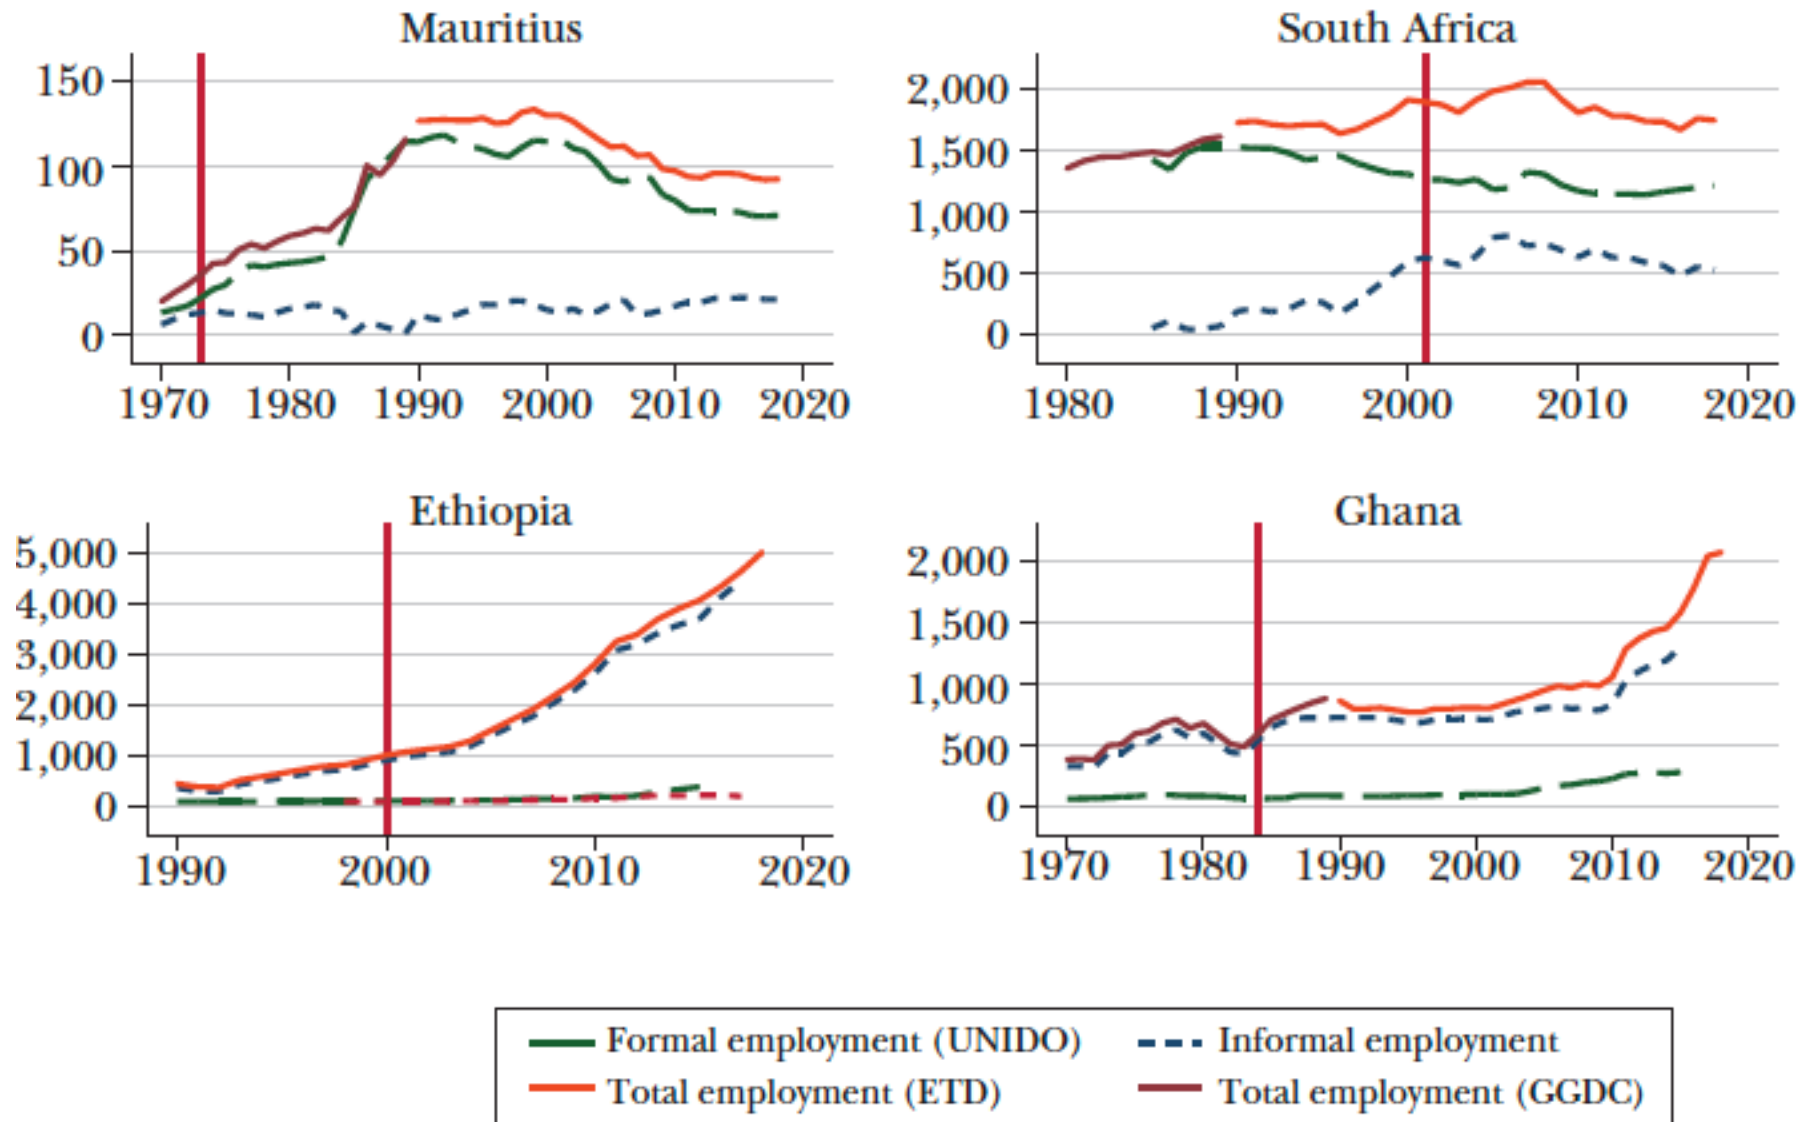 Mauritius
South Africa
150
100
50
0
1970 1980 1990 2000 2010 2020
2,000
1,500
1,000
500
0
1980 1990 2000 2010 2020
Ethiopia
Ghana
5,000
4,000
3,000
2,000
1,000
0
1990 2000 2010 2020
2,000
1,500
1,000
500
0
1970 1980 1990 2000 2010 2020
Formal employment (UNIDO) Informal employment
Total employment (ETD) Total employment (GGDC)